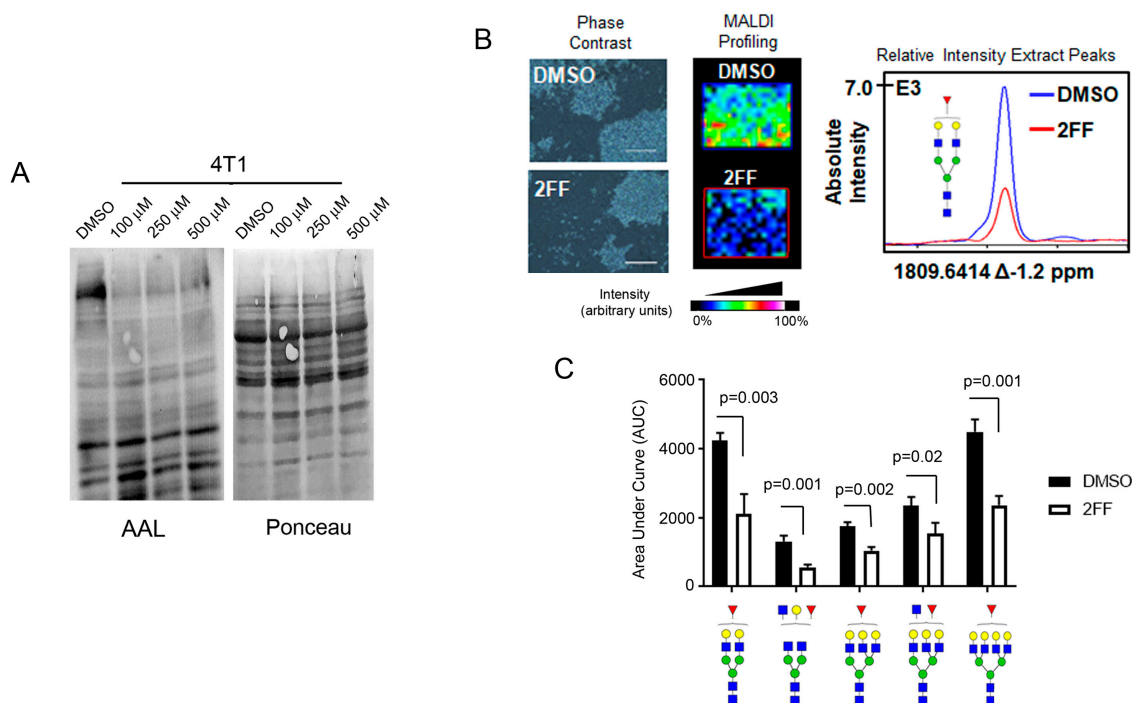 A
4T1
DMSO
100 µM
250 µM
500 µM
DMSO
100 µM
250 µM
500 µM
AAL
Ponceau
B
Phase
Contrast
MALDI
Profiling
DMSO
DMSO
2FF
2FF
Intensity
(arbitrary units)
0%
100%
Relative Intensity Extract Peaks
7.0
E3
DMSO
2FF
Absolute
Intensity
1809.6414 Δ-1.2 ppm
C
Area Under Curve (AUC)
6000
4000
2000
0
p=0.003
p=0.001
p=0.002
p=0.02
p=0.001
DMSO
2FF